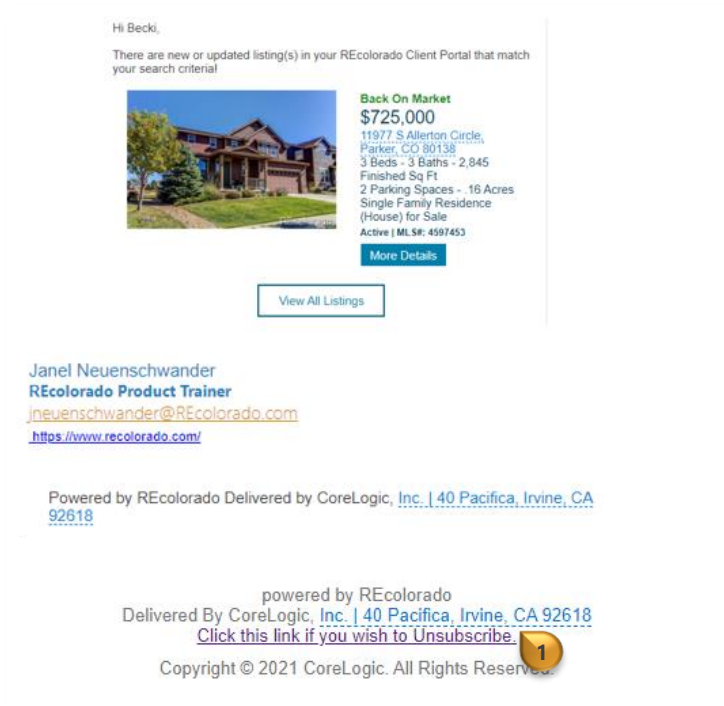 Hi Becki,
There are new or updated listing(s) in your REcolorado Client Portal that match
your search criteria!
Back On Market
$725,000
11977 S Allerton Circle,
Parker, CO 80138
3 Beds - 3 Baths - 2,845
Finished Sq Ft
2 Parking Spaces - .16 Acres
Single Family Residence
(House) for Sale
Active | MLS#: 4597453
More Details
View All Listings
Janel Neuenschwander
REcolorado Product Trainer
jneuenschwander@REcolorado.com
https://www.recolorado.com/
Powered by REcolorado Delivered by CoreLogic, Inc. | 40 Pacifica, Irvine, CA
92618
powered by REcolorado
Delivered By CoreLogic, Inc. | 40 Pacifica, Irvine, CA 92618
Click this link if you wish to Unsubscribe.
1
Copyright © 2021 CoreLogic. All Rights Reserved.